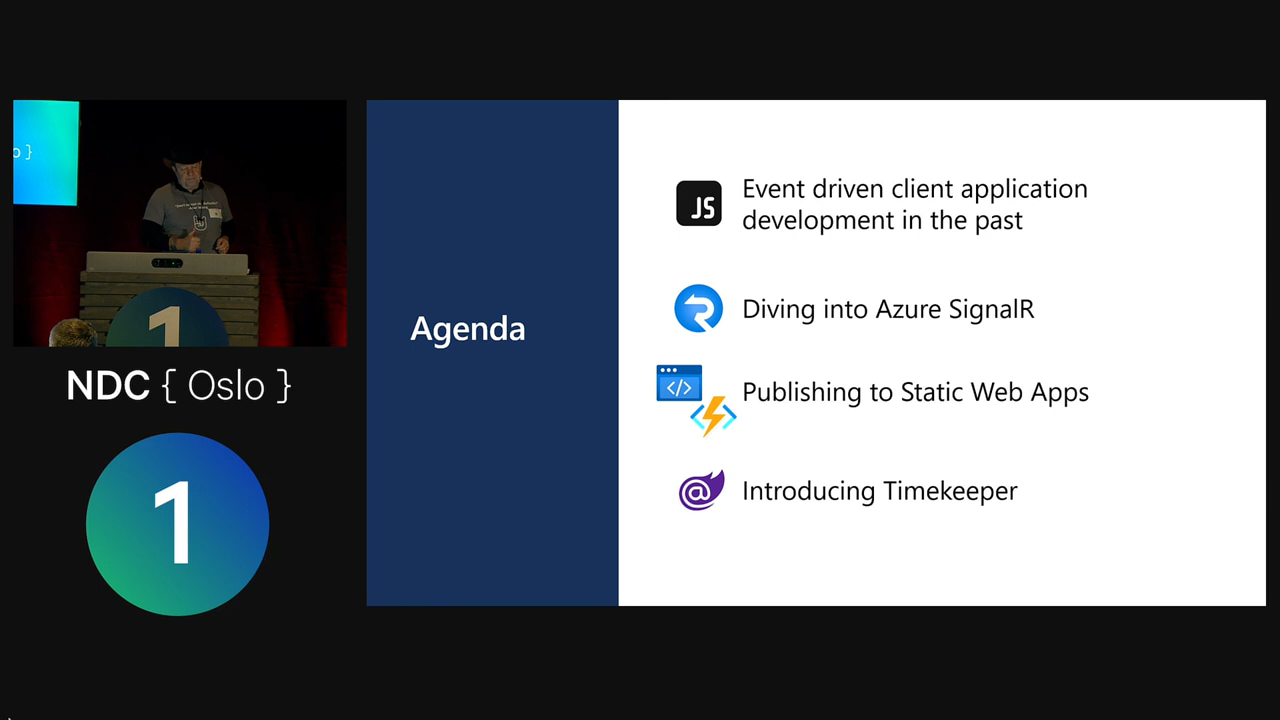 o }
1
NDC { Oslo }
1
Agenda
JS
Event driven client application
development in the past
Diving into Azure SignalR
</>
Publishing to Static Web Apps
@
Introducing Timekeeper